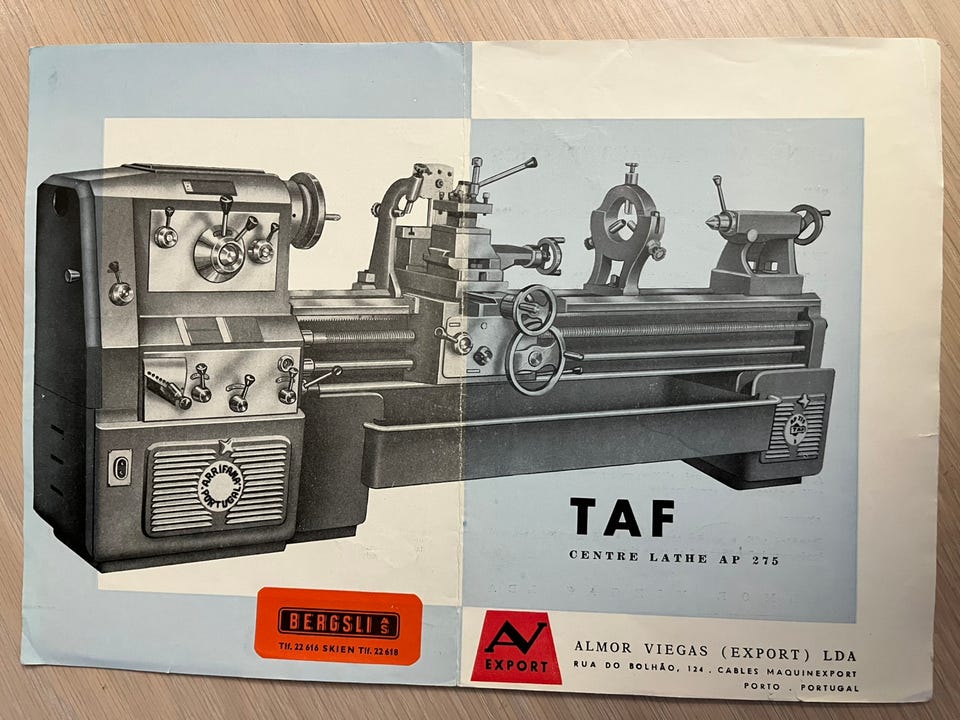 ARRIFANA
PORTUGAL
TAF
TAF
CENTRE LATHE AP 275
BERGSLI A/S
Tlf. 22 616 SKIEN Tlf. 22 618
AV
EXPORT
ALMOR VIEGAS (EXPORT) LDA
RUA DO BOLHÃO, 124 . CABLES MAQUINEXPORT
PORTO . PORTUGAL